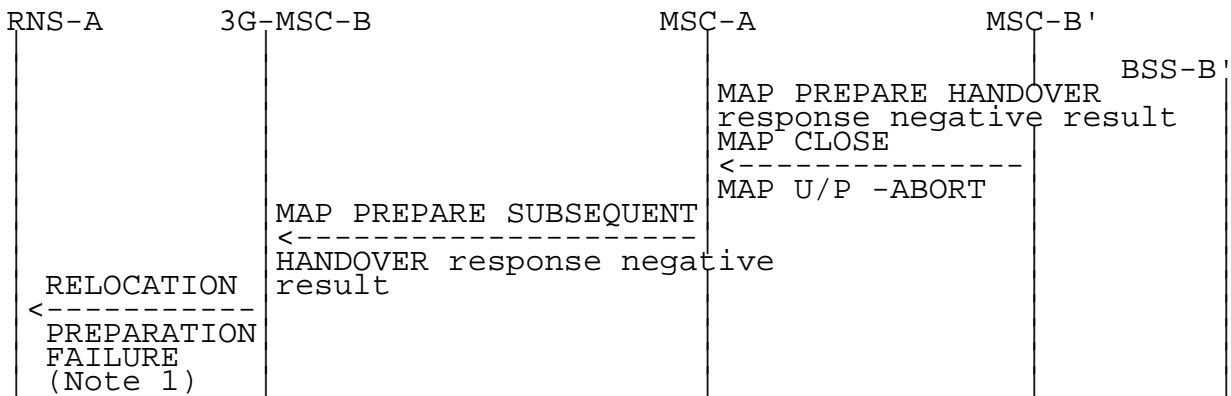 RNS-A 3G-MSC-B MSC-A MSC-B'
BSS-B'
MAP PREPARE HANDOVER
response negative result
MAP CLOSE
<----------------
MAP U/P -ABORT
MAP PREPARE SUBSEQUENT
<----------------------
HANDOVER response negative
result
RELOCATION
<-----------
PREPARATION
FAILURE
(Note 1)